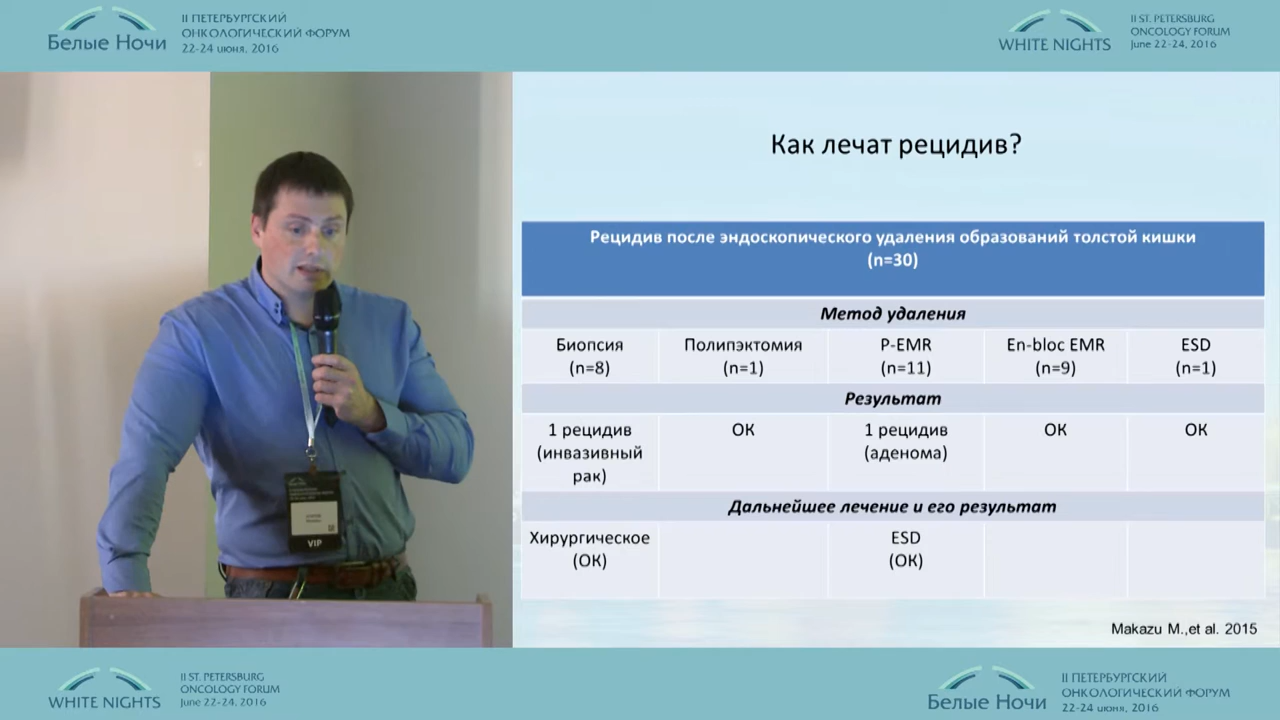 Белые Ночи
II ПЕТЕРБУРГСКИЙ
ОНКОЛОГИЧЕСКИЙ ФОРУМ
22-24 июня, 2016
WHITE NIGHTS
II ST. PETERSBURG
ONCOLOGY FORUM
June 22-24, 2016
Как лечат рецидив?
Рецидив после эндоскопического удаления образований толстой кишки
(n=30)
Метод удаления
Биопсия
(n=8)
Полипэктомия
(n=1)
P-EMR
(n=11)
En-bloc EMR
(n=9)
ESD
(n=1)
Результат
1 рецидив
(инвазивный
рак)
ОК
1 рецидив
(аденома)
ОК
ОК
Дальнейшее лечение и его результат
Хирургическое
(ОК)
ESD
(ОК)
Makazu M.,et al. 2015
VIP
WHITE NIGHTS
II ST. PETERSBURG
ONCOLOGY FORUM
June 22-24, 2016
Белые Ночи
II ПЕТЕРБУРГСКИЙ
ОНКОЛОГИЧЕСКИЙ ФОРУМ
22-24 июня, 2016